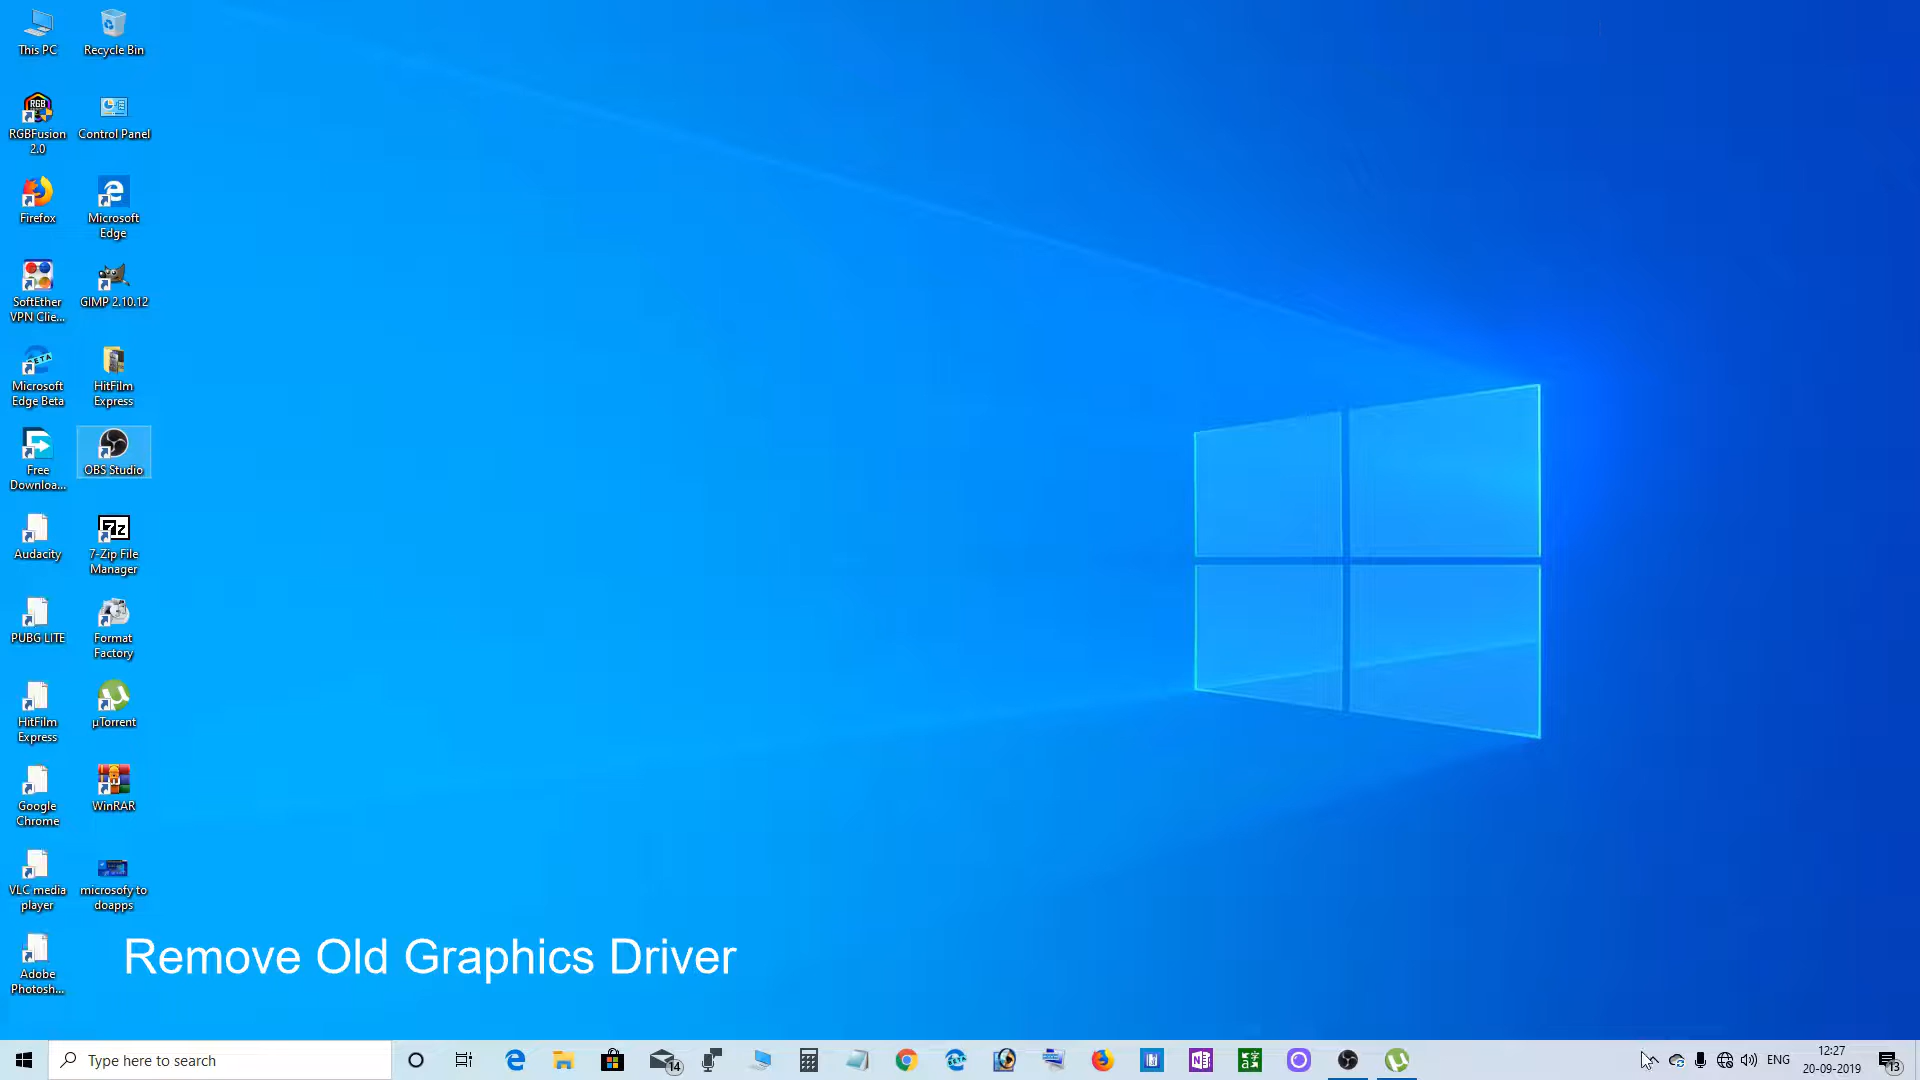 This PC
Recycle Bin
RGBFusion
2.0
Control Panel
Firefox
Microsoft
Edge
SoftEther
VPN Clie...
GIMP 2.10.12
Microsoft
Edge Beta
HitFilm
Express
Free
Downloa...
OBS Studio
Audacity
7-Zip File
Manager
PUBG LITE
Format
Factory
HitFilm
Express
µTorrent
Google
Chrome
WinRAR
VLC media
player
microsofy to
doapps
Adobe
Photosh...
Remove Old Graphics Driver
Type here to search
14
ENG
12:27
20-09-2019
13